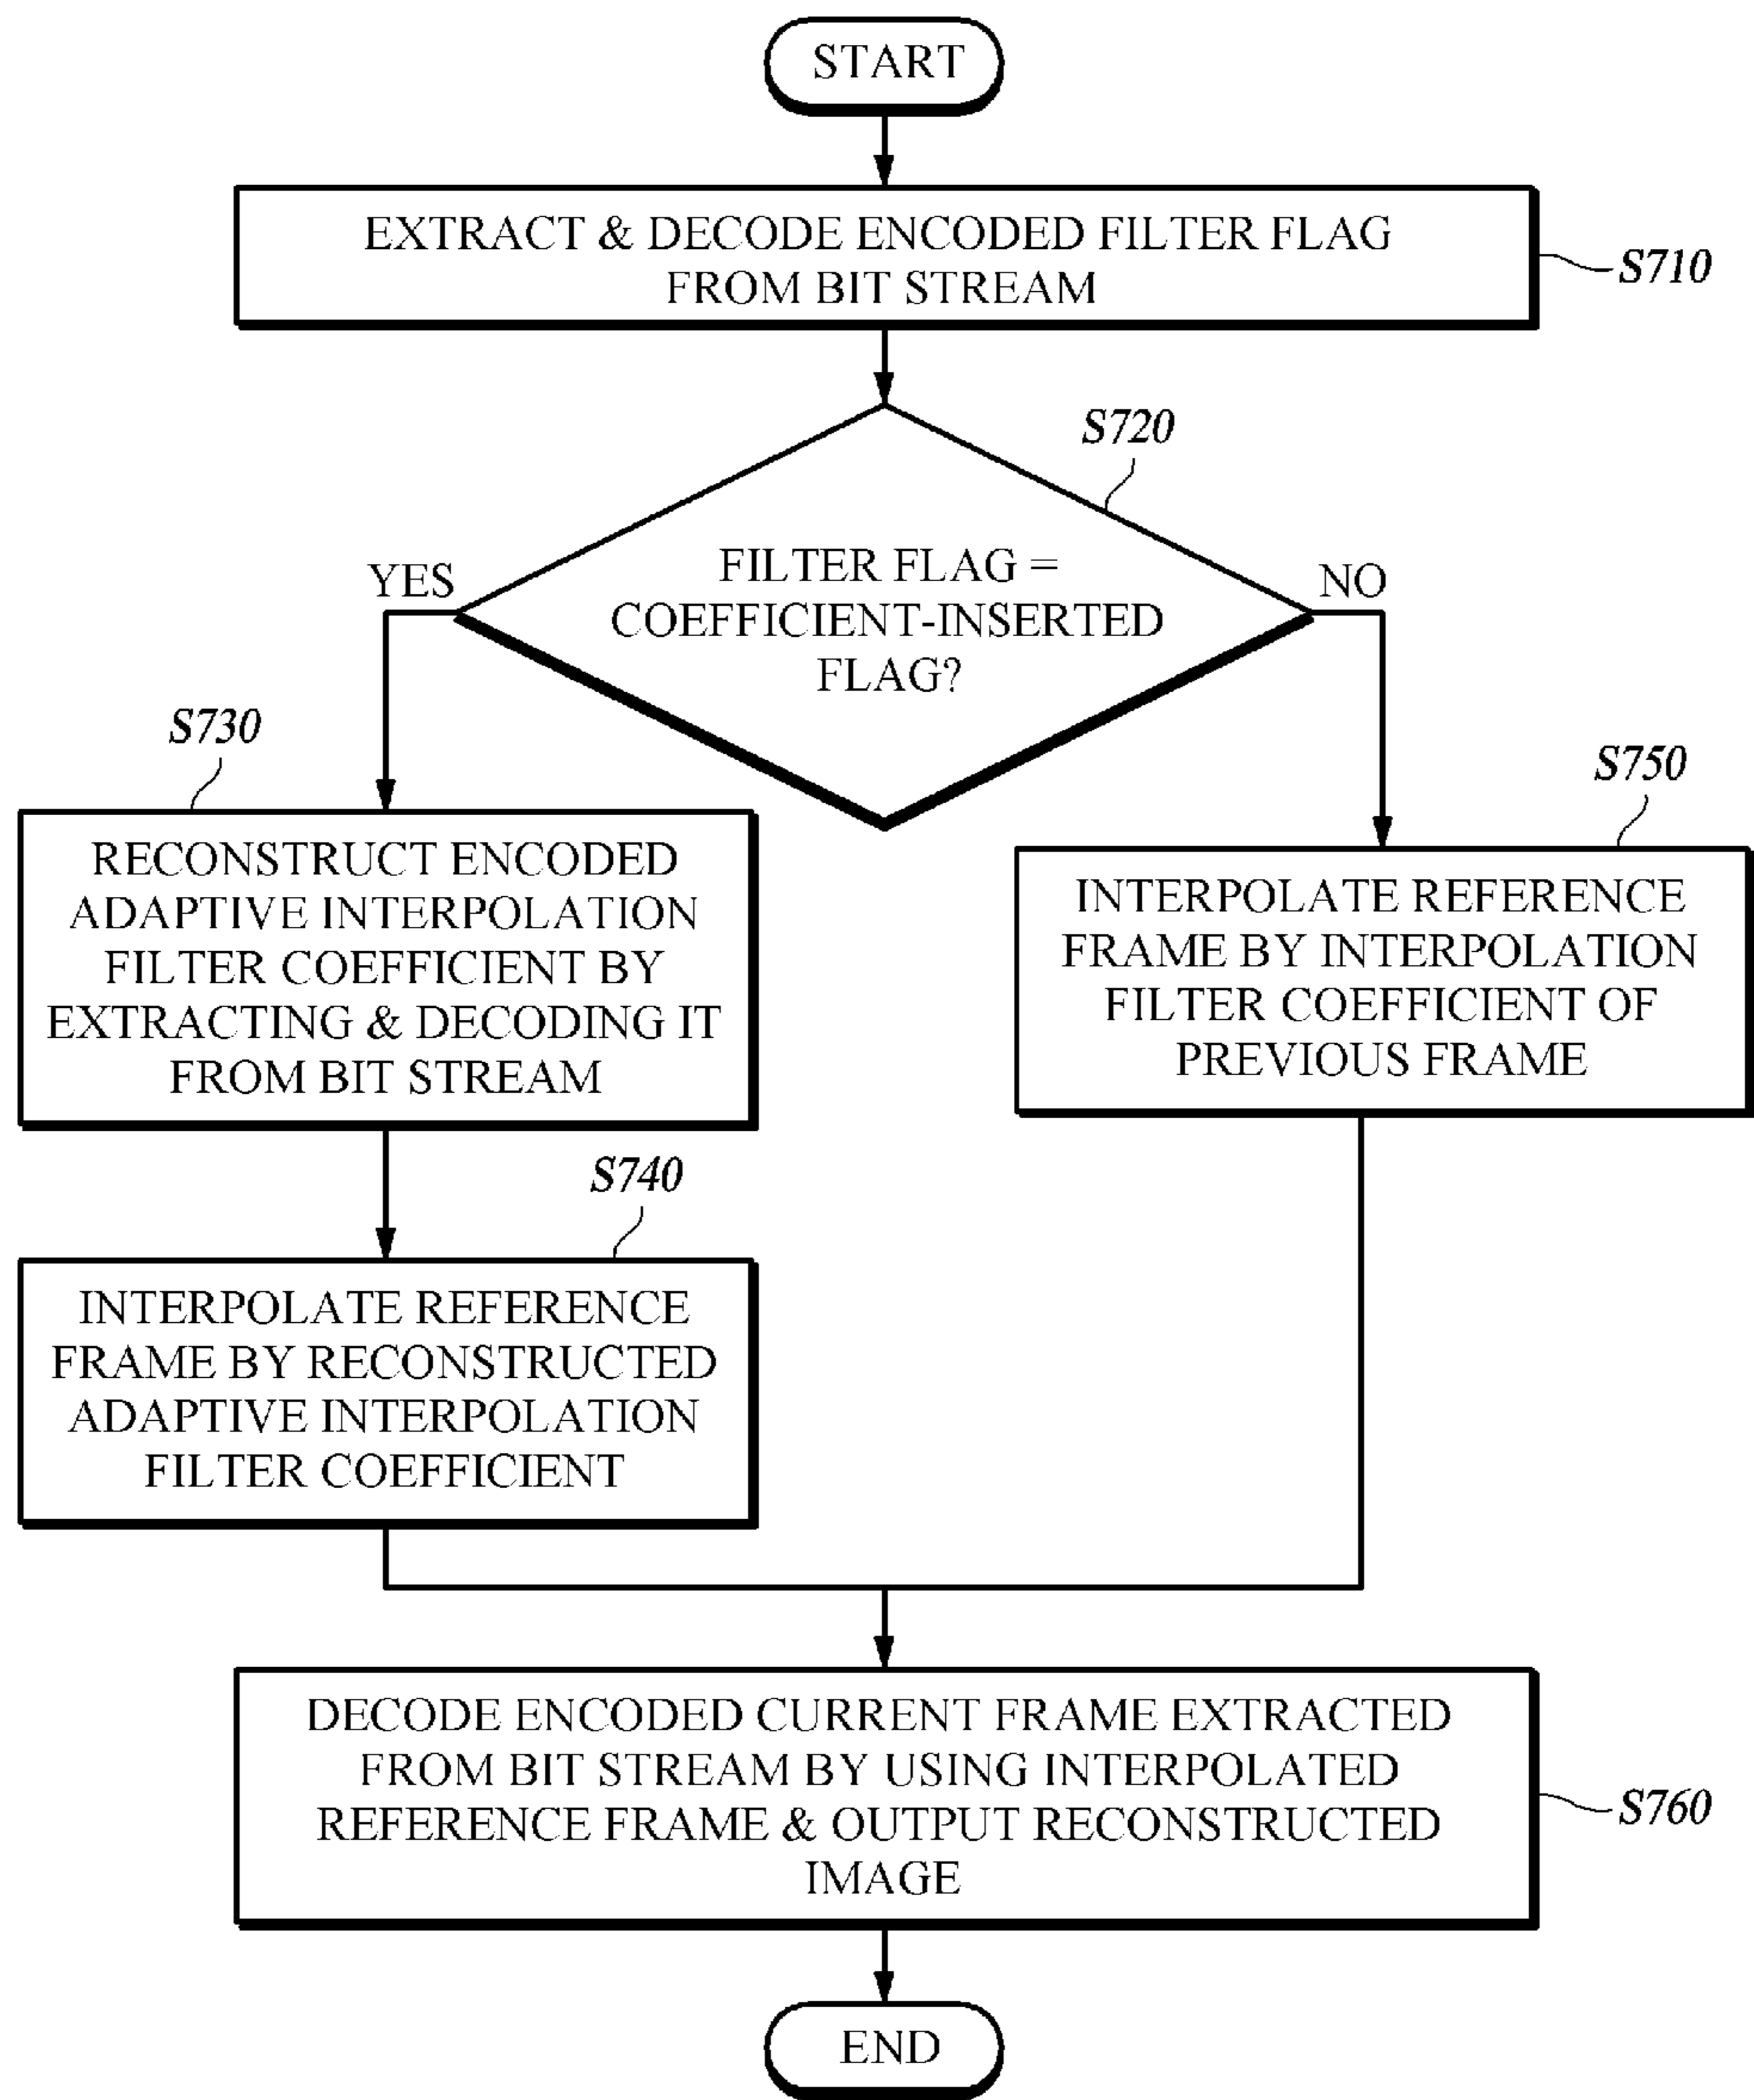 START
EXTRACT & DECODE ENCODED FILTER FLAG
FROM BIT STREAM
S710
S720
FILTER FLAG =
COEFFICIENT-INSERTED
FLAG?
YES
NO
S730
RECONSTRUCT ENCODED
ADAPTIVE INTERPOLATION
FILTER COEFFICIENT BY
EXTRACTING & DECODING IT
FROM BIT STREAM
S750
INTERPOLATE REFERENCE
FRAME BY INTERPOLATION
FILTER COEFFICIENT OF
PREVIOUS FRAME
S740
INTERPOLATE REFERENCE
FRAME BY RECONSTRUCTED
ADAPTIVE INTERPOLATION
FILTER COEFFICIENT
DECODE ENCODED CURRENT FRAME EXTRACTED
FROM BIT STREAM BY USING INTERPOLATED
REFERENCE FRAME & OUTPUT RECONSTRUCTED
IMAGE
S760
END